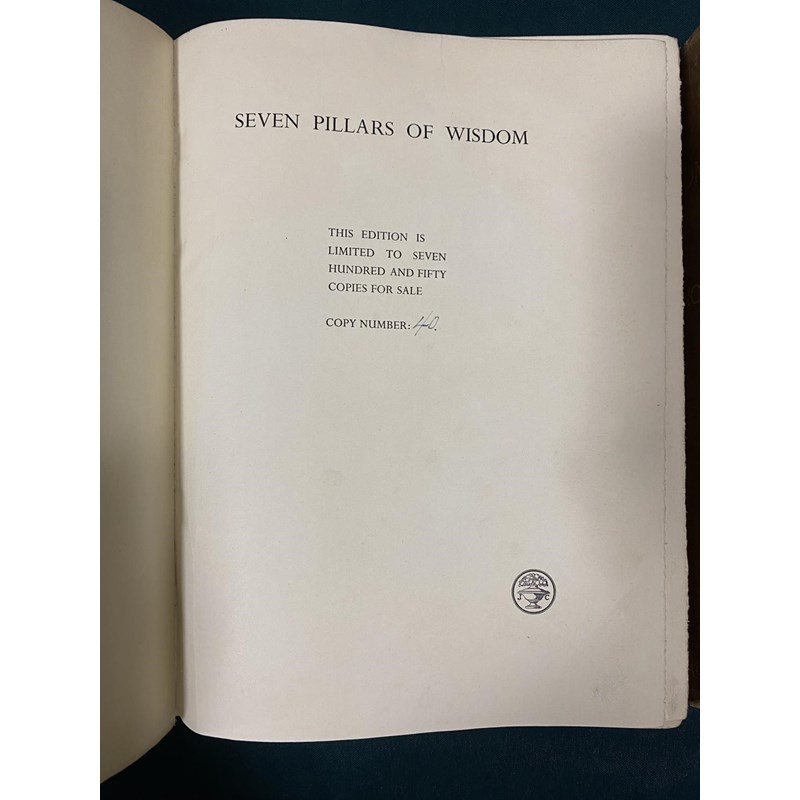 SEVEN PILLARS OF WISDOM
THIS EDITION IS
LIMITED TO SEVEN
HUNDRED AND FIFTY
COPIES FOR SALE
COPY NUMBER: 40.
J C